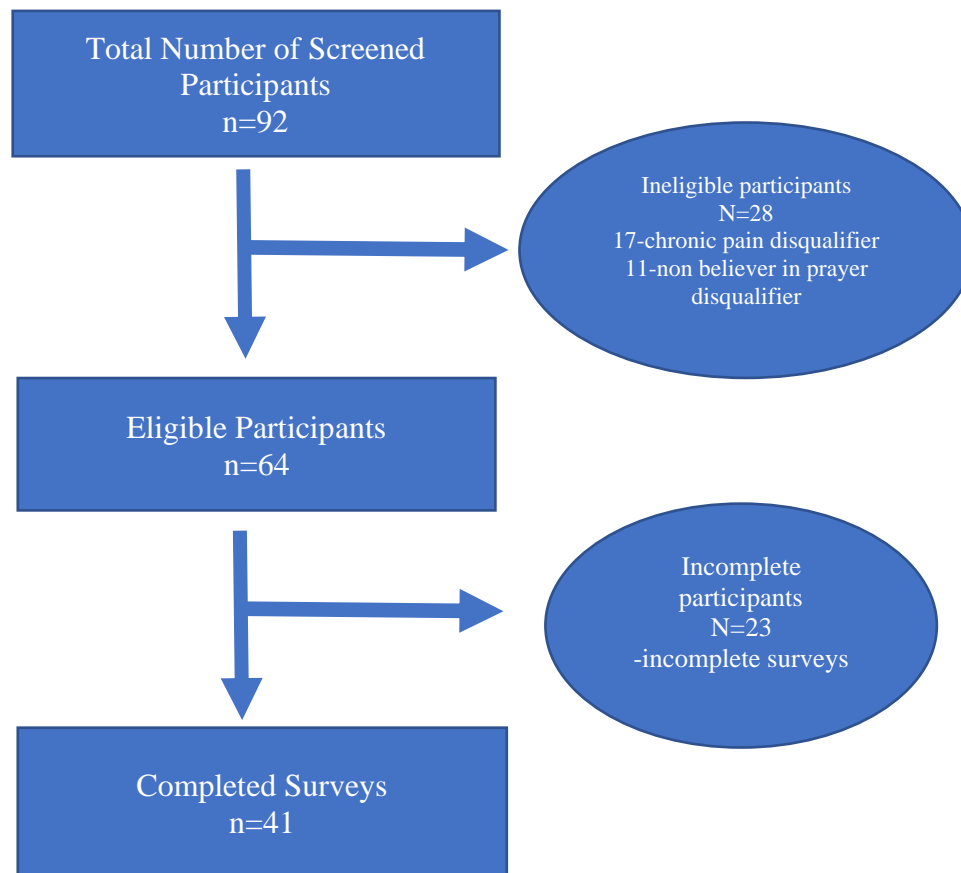 Total Number of Screened
Participants
n=92
Ineligible participants
N=28
17-chronic pain disqualifier
11-non believer in prayer
disqualifier
Eligible Participants
n=64
Incomplete
participants
N=23
-incomplete surveys
Completed Surveys
n=41